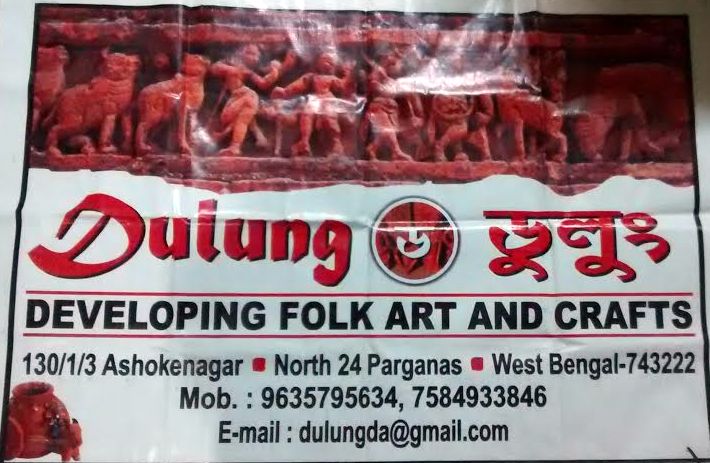 Dulung ড ডুলুং
DEVELOPING FOLK ART AND CRAFTS
130/1/3 Ashokenagar ▪ North 24 Parganas ▪ West Bengal-743222
Mob. : 9635795634, 7584933846
E-mail : dulungda@gmail.com